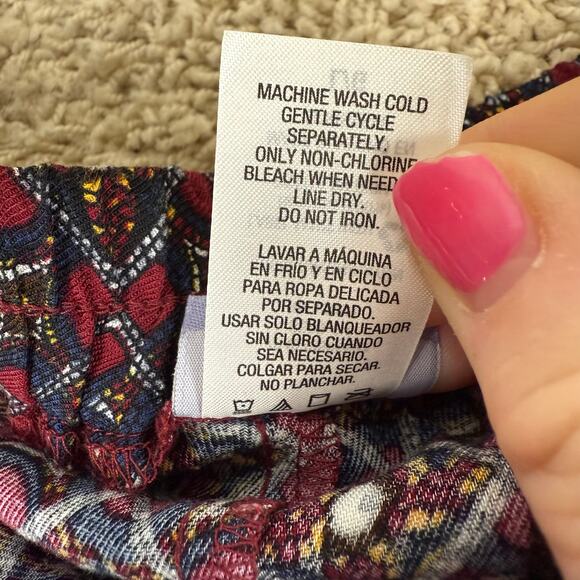 MACHINE WASH COLD
GENTLE CYCLE
SEPARATELY.
ONLY NON-CHLORINE
BLEACH WHEN
LINE DRY.
DO NOT IRON.
LAVAR A MÁQUINA
EN FRÍO Y EN CICLO
PARA ROPA DELICADA
POR SEPARADO.
USAR SOLO BLANQUEADOR
SIN CLORO CUANDO
SEA NECESARIO.
COLGAR PARA SECAR.
NO PLANCHAR.